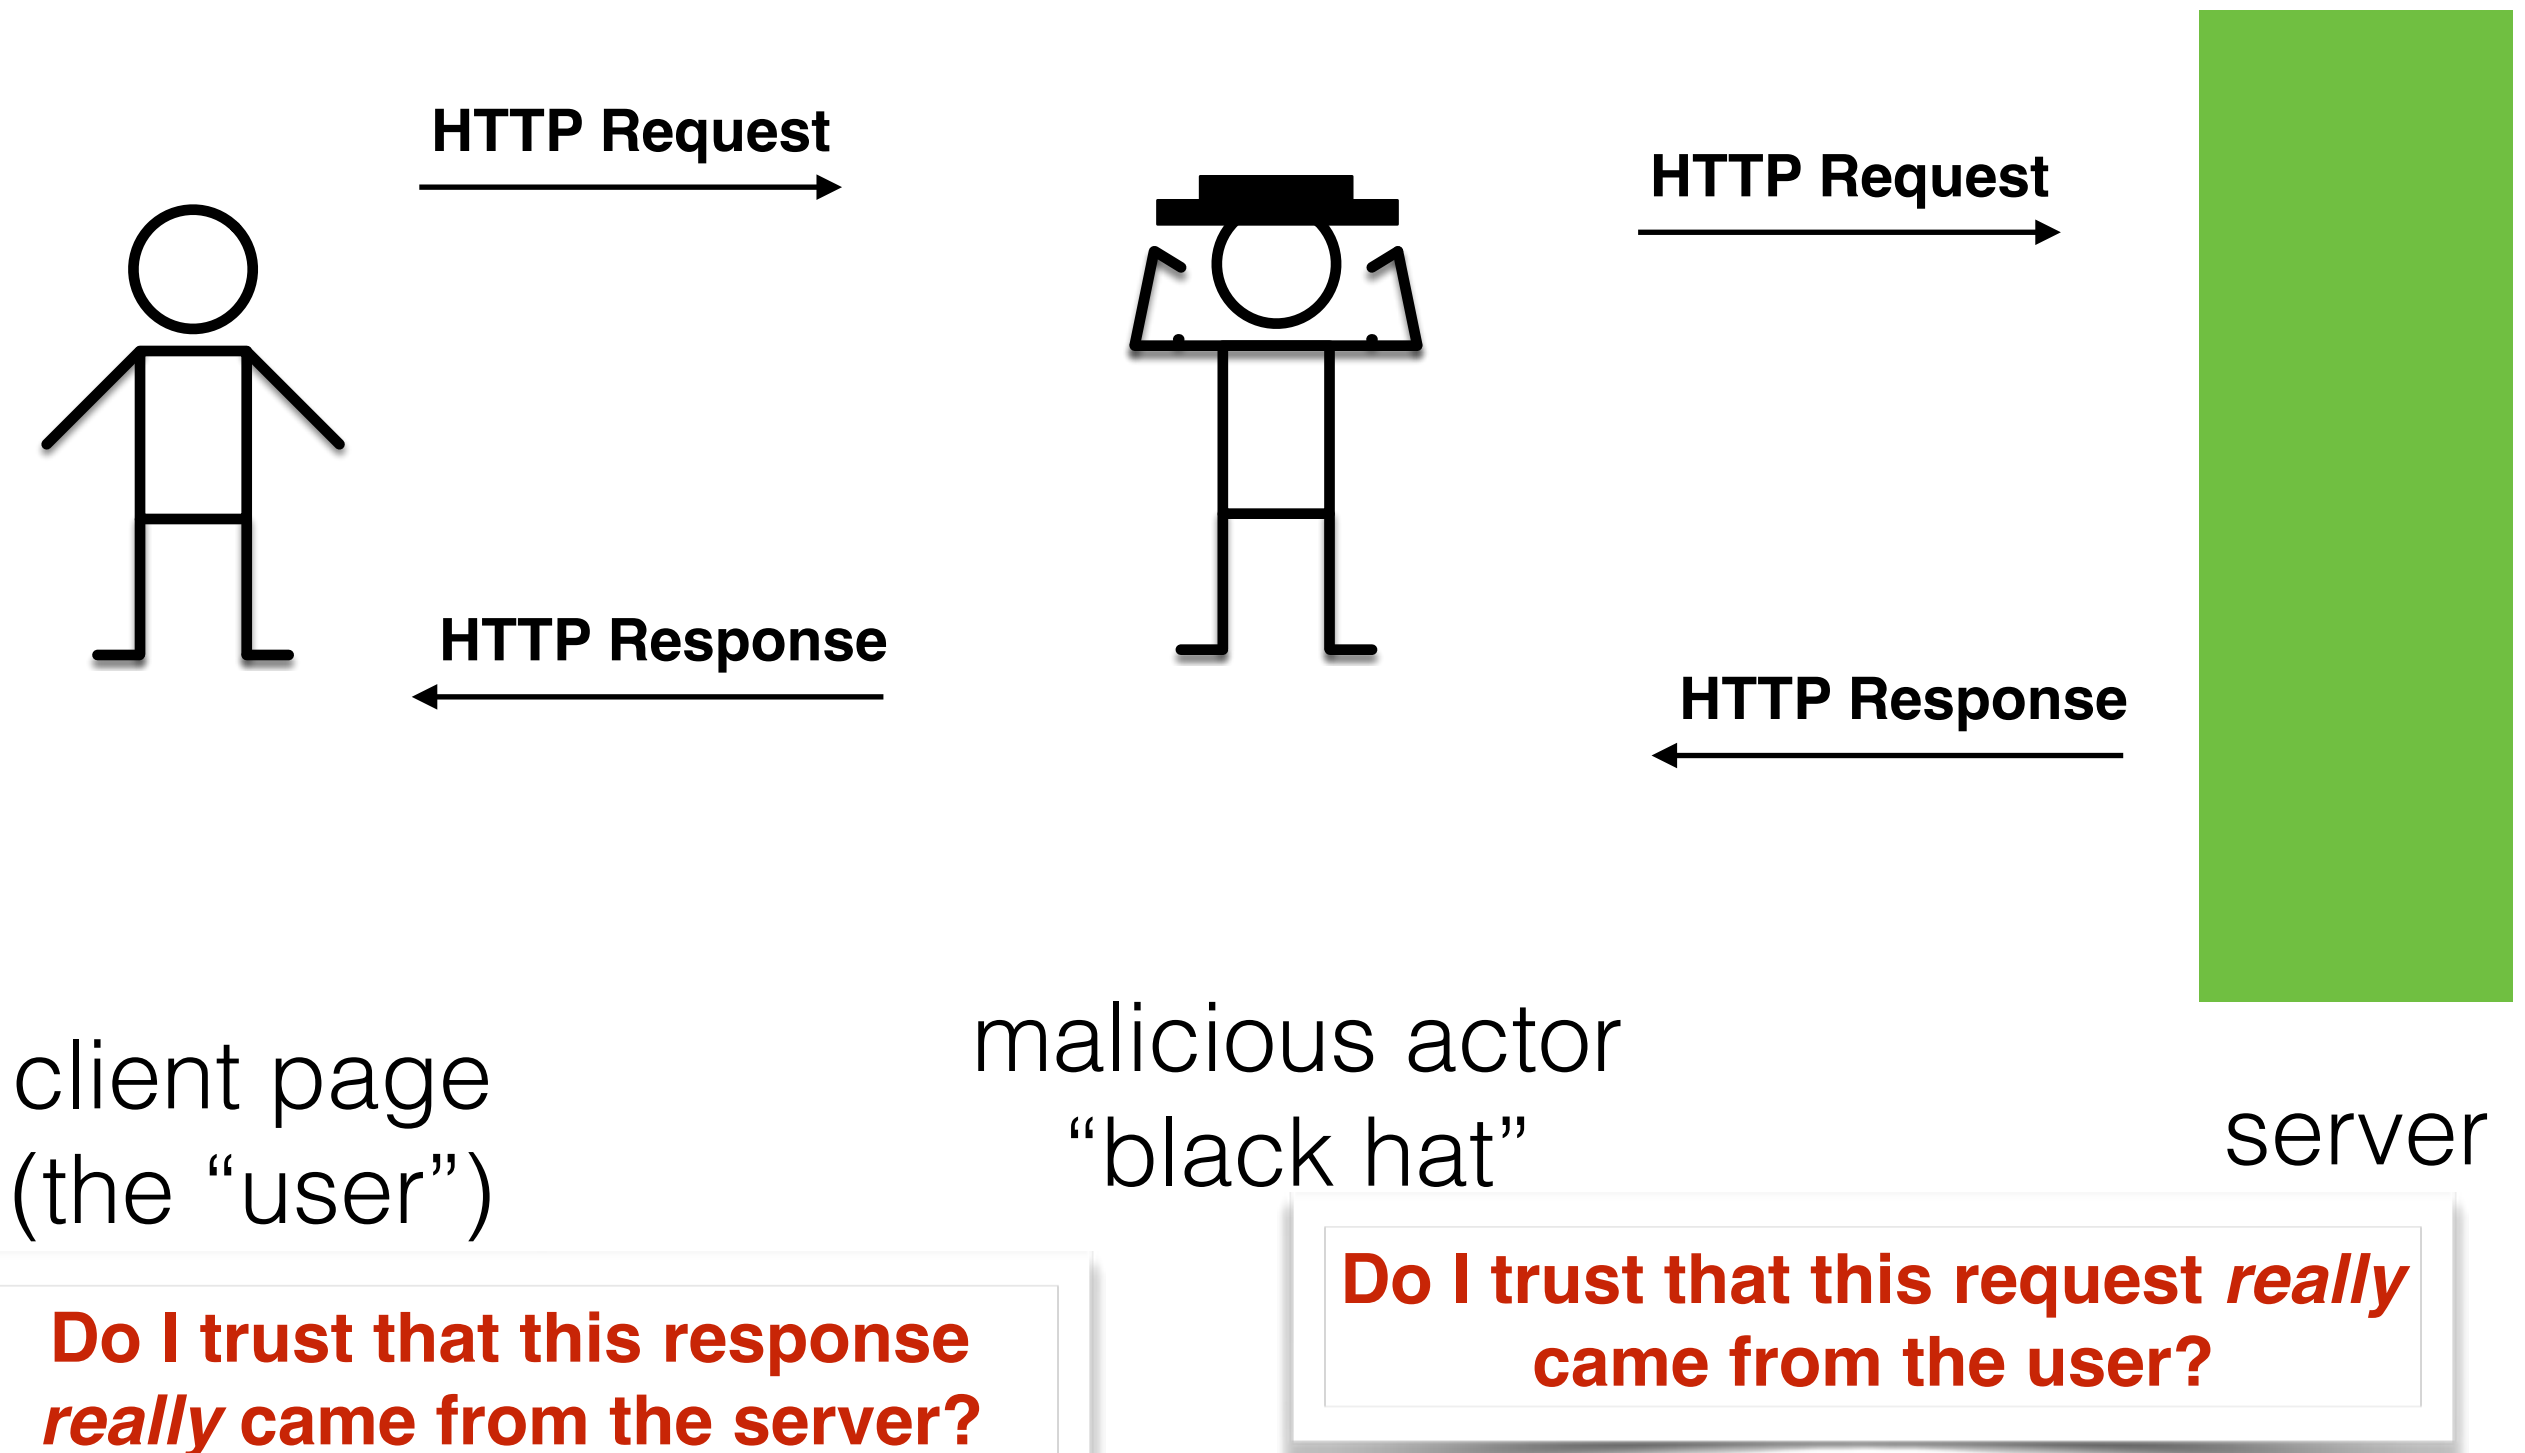 HTTP Request
HTTP Request
HTTP Response
HTTP Response
client page
(the “user”)
malicious actor
“black hat”
server
Do I trust that this response
really came from the server?
Do I trust that this request really
came from the user?